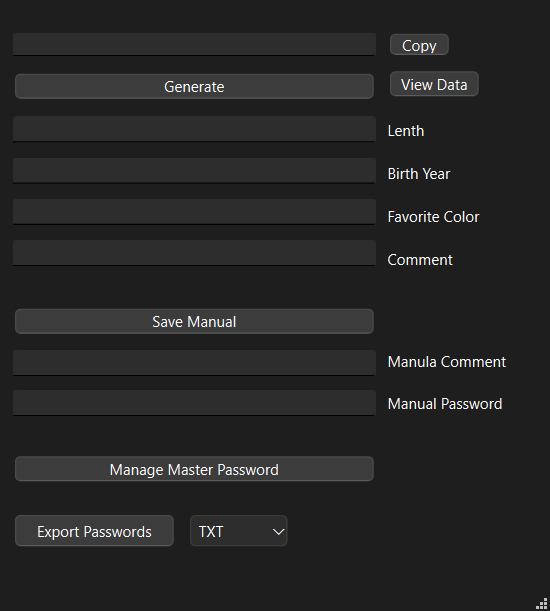 Copy
Generate
View Data
Lenth
Birth Year
Favorite Color
Comment
Save Manual
Manula Comment
Manual Password
Manage Master Password
Export Passwords
TXT